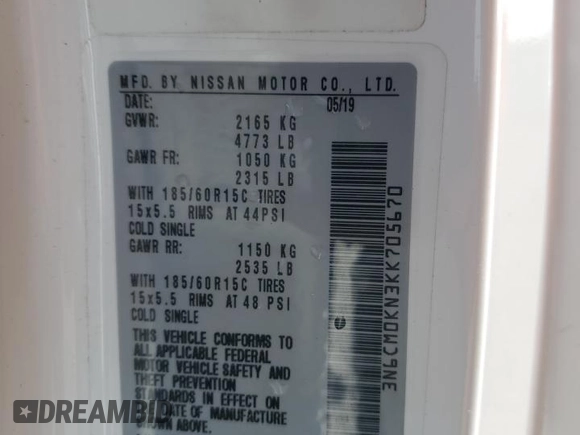 MFD. BY NISSAN MOTOR CO., LTD.
DATE: 05/19
GVWR: 2165 KG
4773 LB
GAWR FR: 1050 KG
2315 LB
WITH 185/60R15C TIRES
15x5.5 RIMS AT 44PSI
COLD SINGLE
GAWR RR: 1150 KG
2535 LB
WITH 185/60R15C TIRES
15x5.5 RIMS AT 48 PSI
COLD SINGLE
THIS VEHICLE CONFORMS TO
ALL APPLICABLE FEDERAL
MOTOR VEHICLE SAFETY AND
THEFT PREVENTION
STANDARDS IN EFFECT ON
DATE OF MANUFACTURE
SHOWN ABOVE.
3N6CM0KN3KK705670
DREAMBID